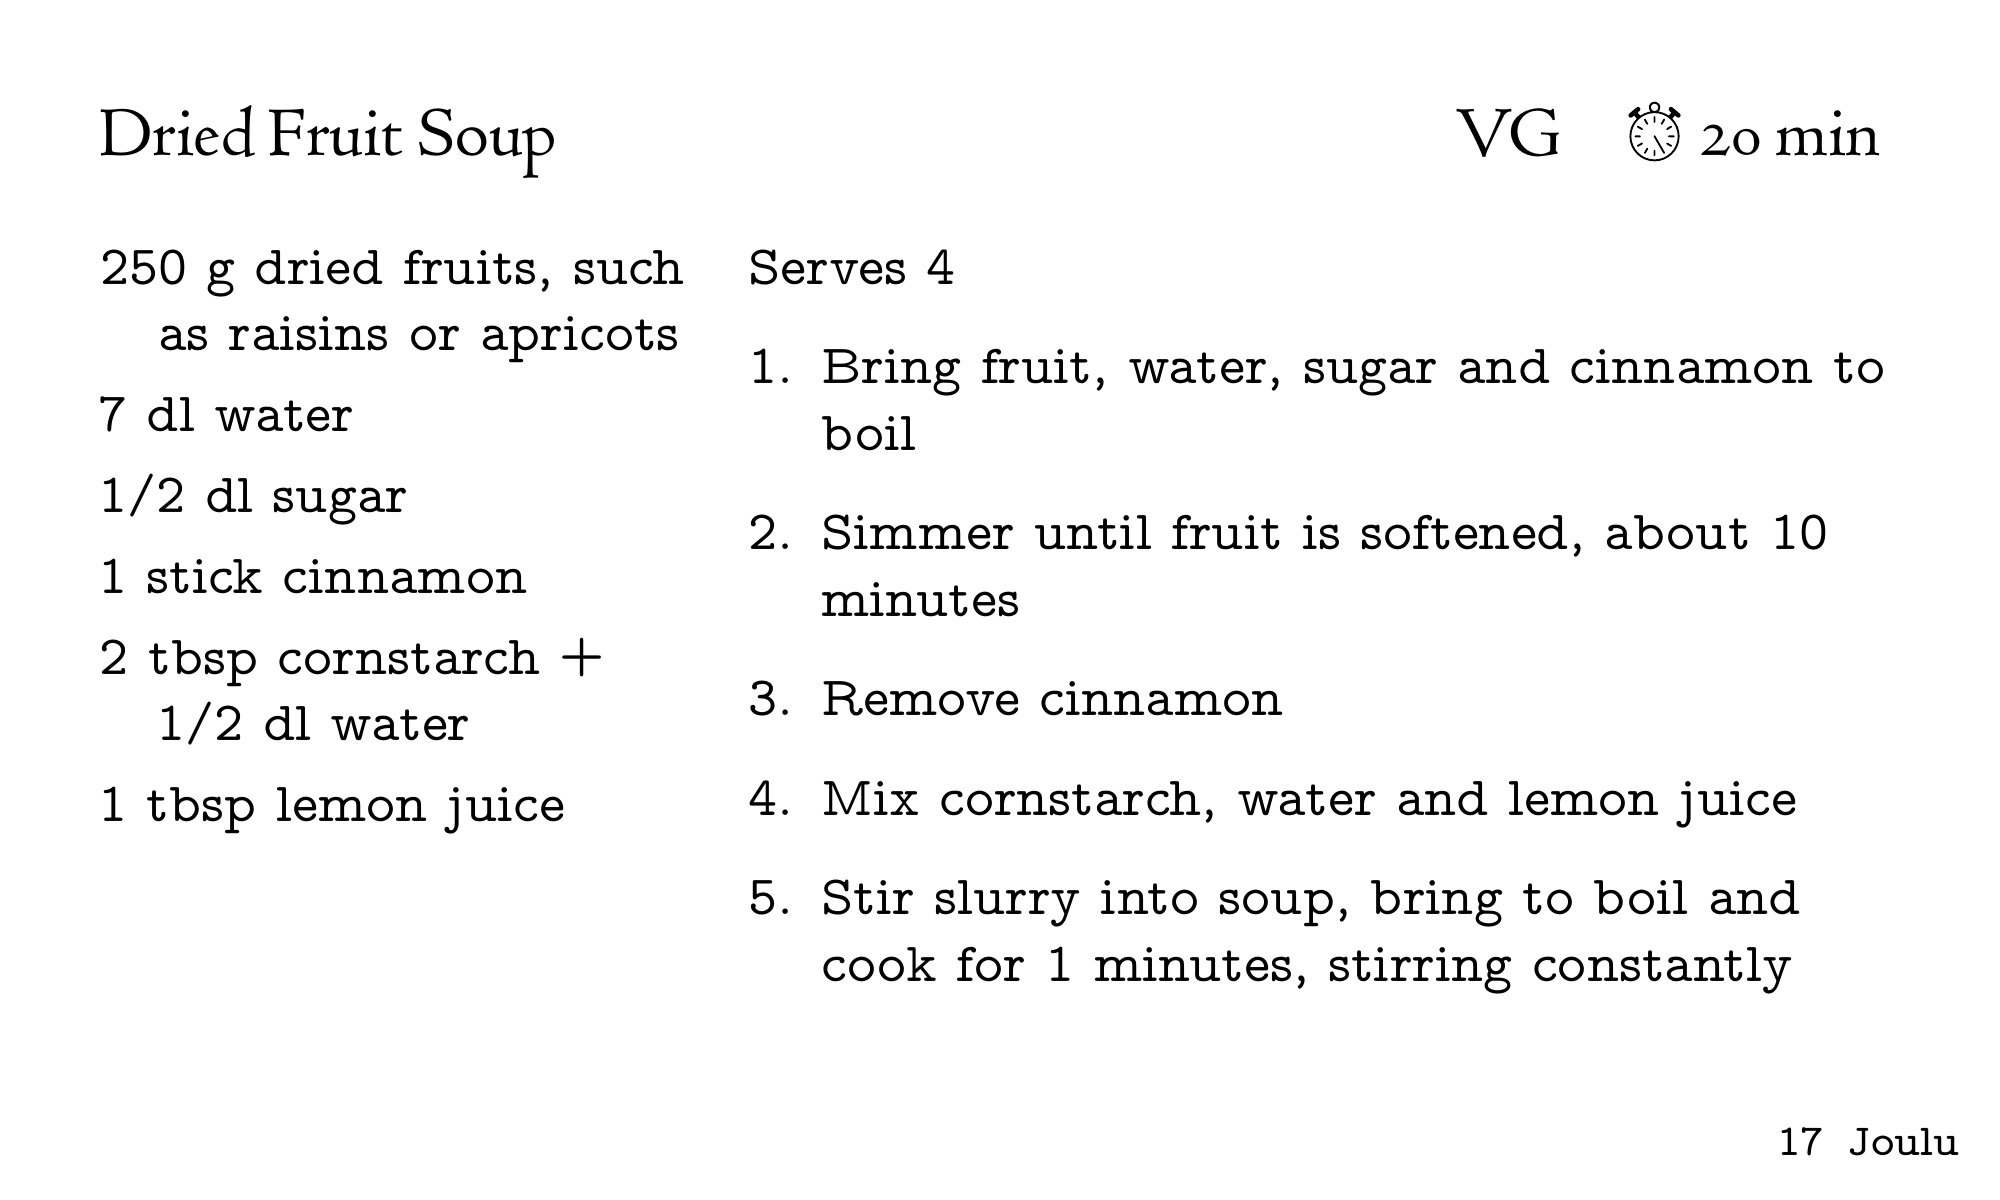 Dried Fruit Soup
VG 20 min
250 g dried fruits, such
as raisins or apricots
7 dl water
1/2 dl sugar
1 stick cinnamon
2 tbsp cornstarch +
1/2 dl water
1 tbsp lemon juice
Serves 4
1. Bring fruit, water, sugar and cinnamon to
boil
2. Simmer until fruit is softened, about 10
minutes
3. Remove cinnamon
4. Mix cornstarch, water and lemon juice
5. Stir slurry into soup, bring to boil and
cook for 1 minutes, stirring constantly
17 Joulu